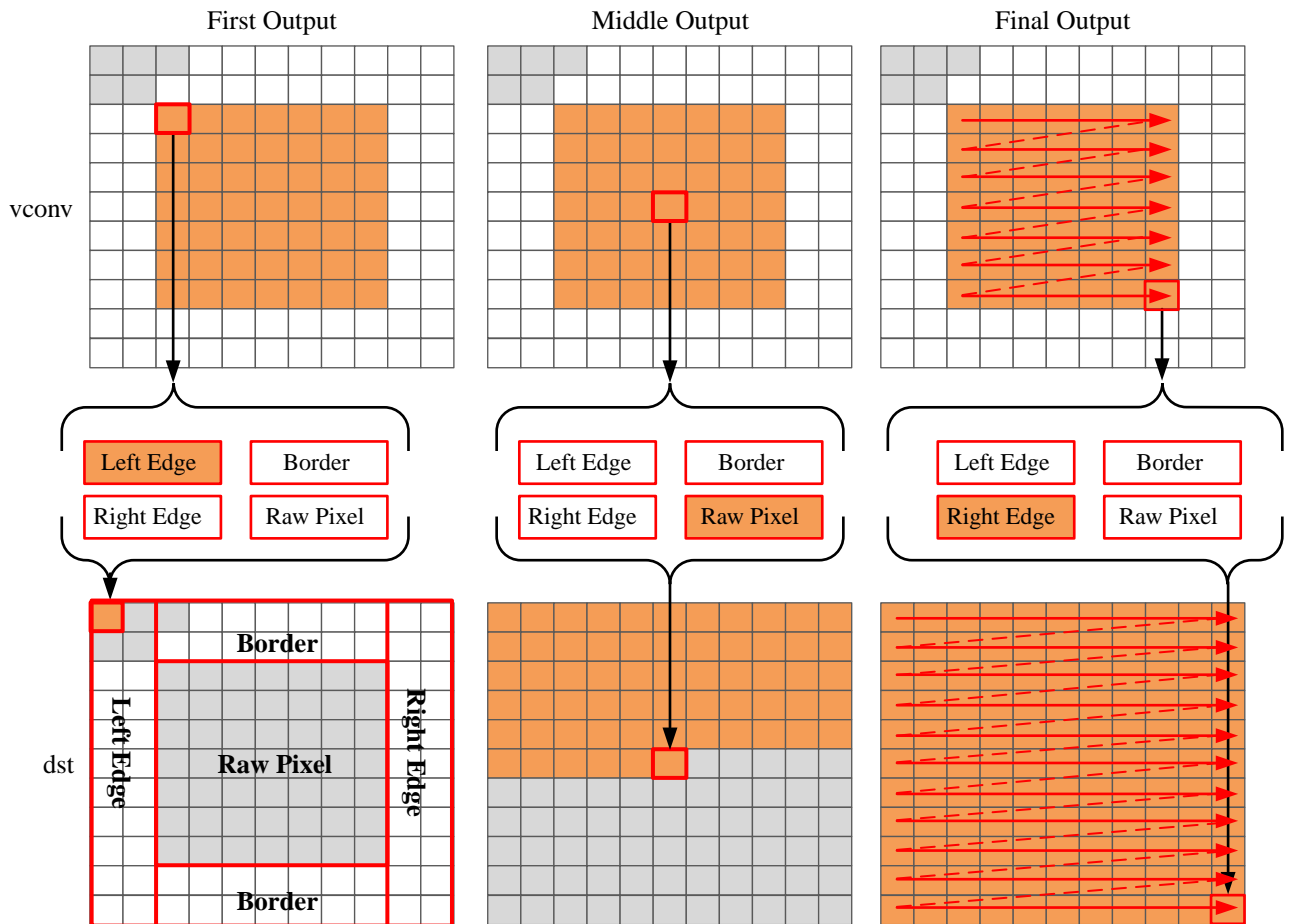 First Output
Middle Output
Final Output
vconv
Left Edge
Border
Right Edge
Raw Pixel
Left Edge
Border
Right Edge
Raw Pixel
Left Edge
Border
Right Edge
Raw Pixel
dst
Border
Left Edge
Raw Pixel
Right Edge
Border